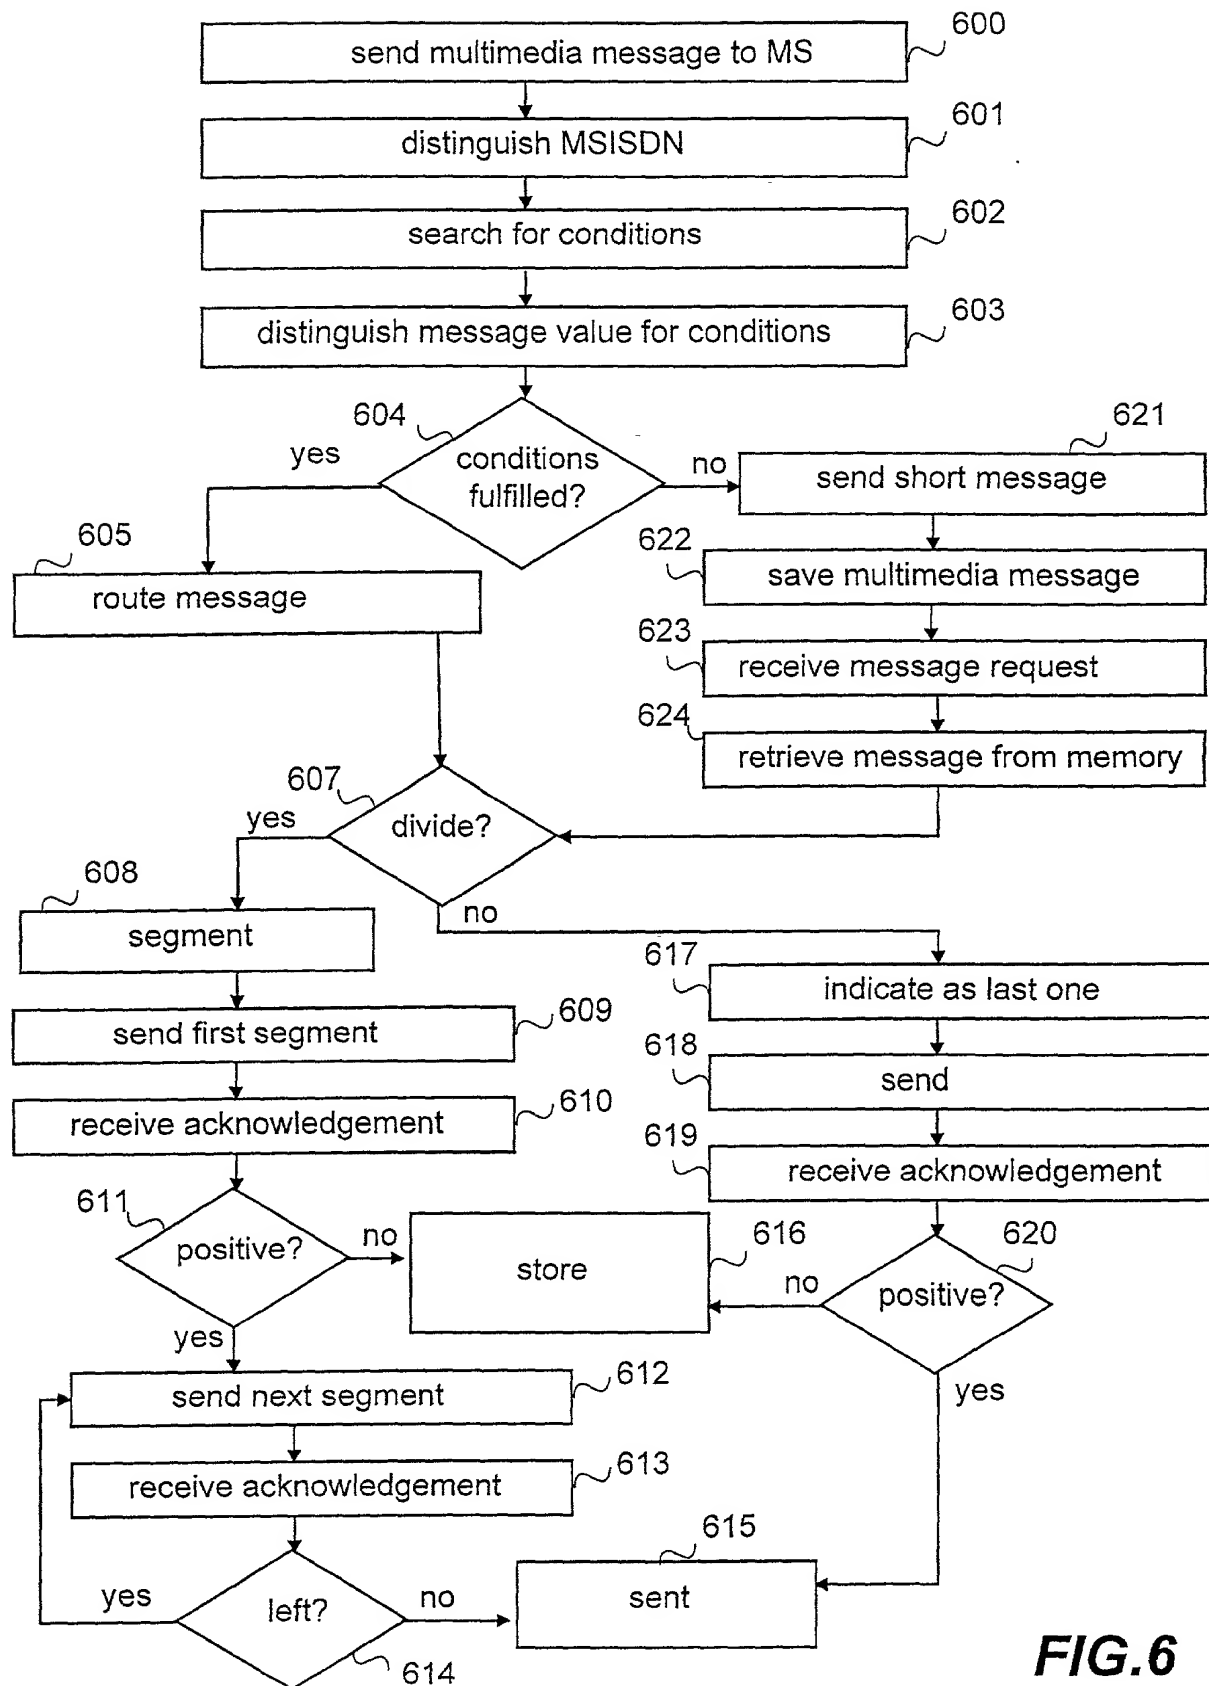 600
send multimedia message to MS
601
distinguish MSISDN
602
search for conditions
603
distinguish message value for conditions
604
yes
conditions
fulfilled?
no
621
send short message
605
route message
622
save multimedia message
623
receive message request
624
retrieve message from memory
607
yes
divide?
no
608
segment
617
indicate as last one
609
send first segment
618
send
610
receive acknowledgement
619
receive acknowledgement
611
positive?
no
yes
616
store
620
no
positive?
yes
612
send next segment
613
receive acknowledgement
615
sent
yes
left?
no
614
FIG.6